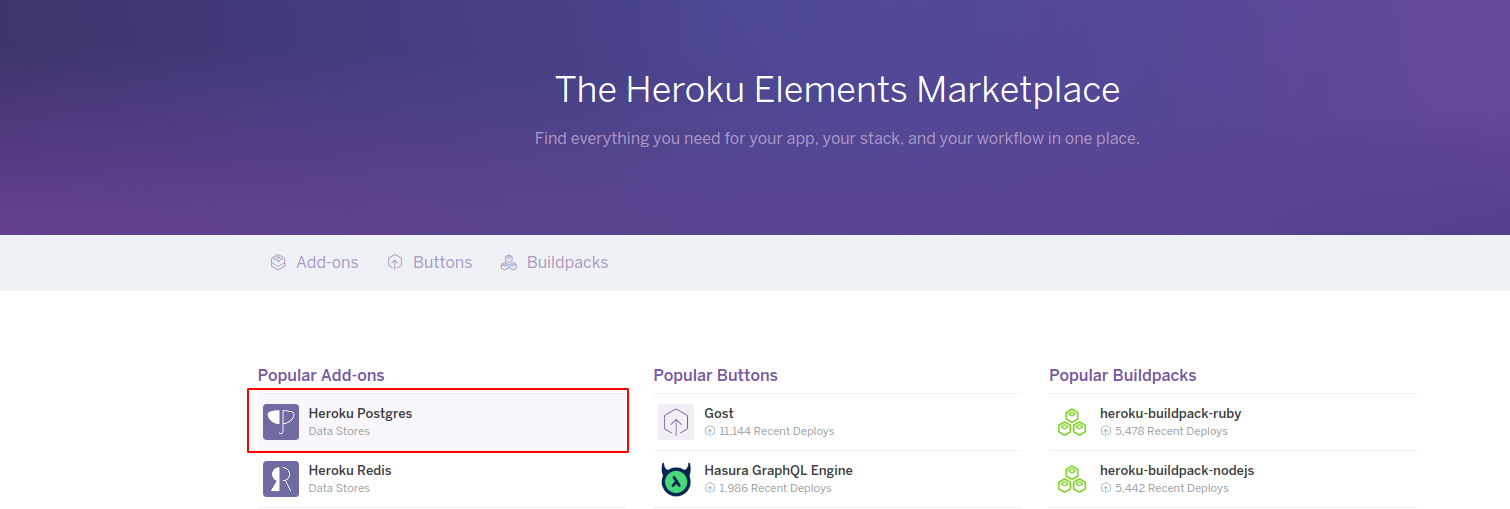 The Heroku Elements Marketplace
Find everything you need for your app, your stack, and your workflow in one place.
Add-ons Buttons Buildpacks
Popular Add-ons
Heroku Postgres
Data Stores
Heroku Redis
Data Stores
Popular Buttons
Gost
11,144 Recent Deploys
Hasura GraphQL Engine
1,986 Recent Deploys
Popular Buildpacks
heroku-buildpack-ruby
5,478 Recent Deploys
heroku-buildpack-nodejs
5,442 Recent Deploys